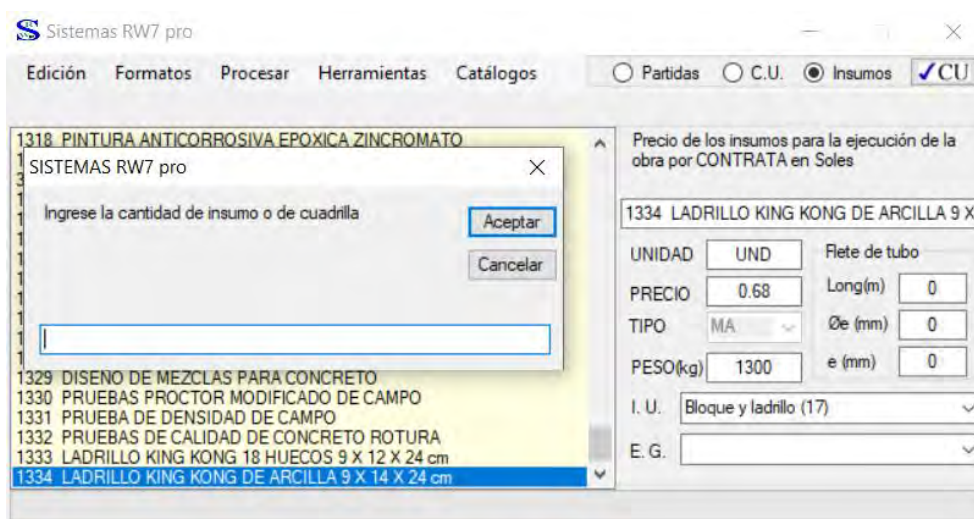 Sistemas RW7 pro
Edición Formatos Procesar Herramientas Catálogos
Partidas C.U. Insumos ✓CU
1318 PINTURA ANTICORROSIVA EPOXICA ZINCROMATO
SISTEMAS RW7 pro
Ingrese la cantidad de insumo o de cuadrilla
Aceptar
Cancelar
1329 DISEÑO DE MEZCLAS PARA CONCRETO
1330 PRUEBAS PROCTOR MODIFICADO DE CAMPO
1331 PRUEBA DE DENSIDAD DE CAMPO
1332 PRUEBAS DE CALIDAD DE CONCRETO ROTURA
1333 LADRILLO KING KONG 18 HUECOS 9 X 12 X 24 cm
1334 LADRILLO KING KONG DE ARCILLA 9 X 14 X 24 cm
Precio de los insumos para la ejecución de la
obra por CONTRATA en Soles
1334 LADRILLO KING KONG DE ARCILLA 9 X
UNIDAD UND Flete de tubo
PRECIO 0.68 Long(m) 0
TIPO MA Øe (mm) 0
PESO(kg) 1300 e (mm) 0
I. U. Bloque y ladrillo (17)
E. G.